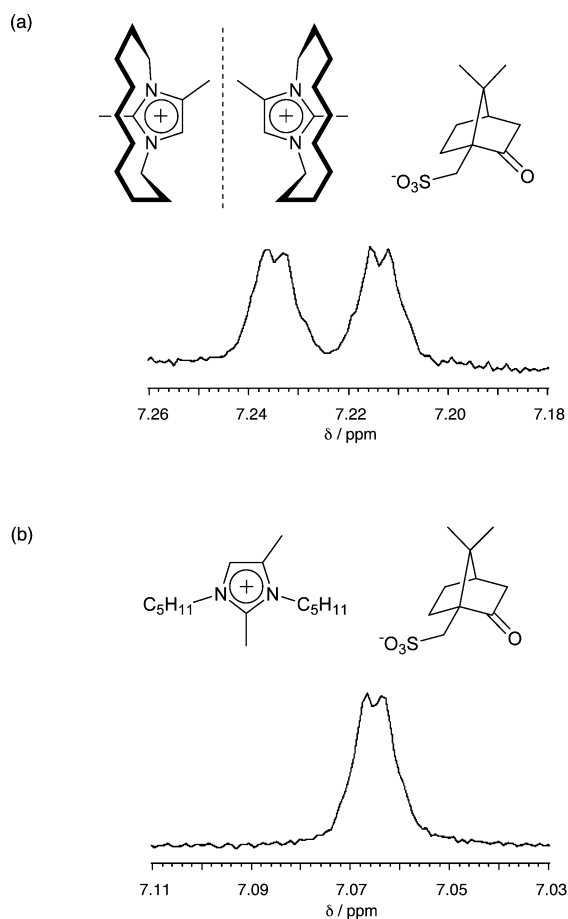 (a)
N
+
N
N
+
N
⁻O₃S
O
7.26 7.24 7.22 7.20 7.18
δ / ppm
(b)
+
N N
C₅H₁₁ C₅H₁₁
⁻O₃S
O
7.11 7.09 7.07 7.05 7.03
δ / ppm